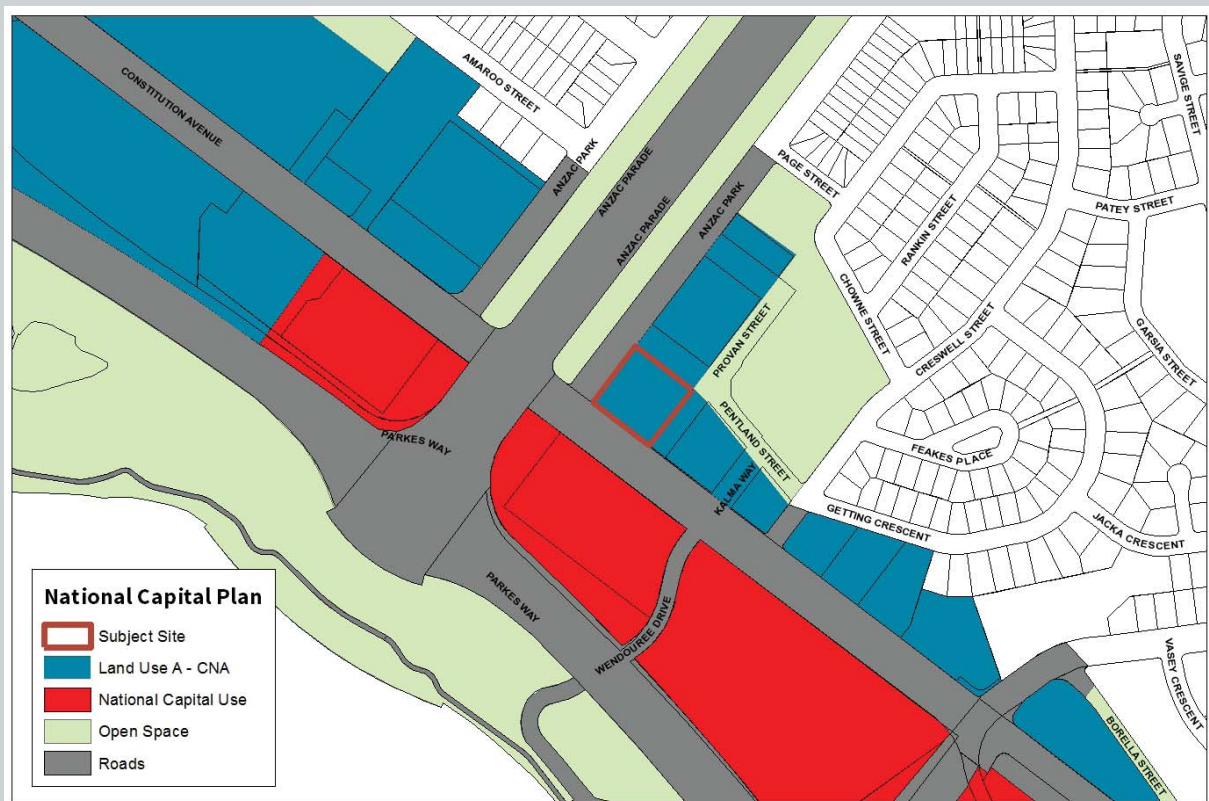 AMAROO STREET
SAVIGE STREET
CONSTITUTION AVENUE
ANZAC PARK
ANZAC PARADE
PAGE STREET
RANKIN STREET
PATEY STREET
ANZAC PARADE
ANZAC PARK
CHOWNE STREET
PROVAN STREET
CRESWELL STREET
GARSIA STREET
PARKES WAY
PENTLAND STREET
FEAKES PLACE
KALMA WAY
GETTING CRESCENT
JACKA CRESCENT
PARKES WAY
WENDOUREE DRIVE
VASEY CRESCENT
BORELLA STREET
National Capital Plan
Subject Site
Land Use A - CNA
National Capital Use
Open Space
Roads